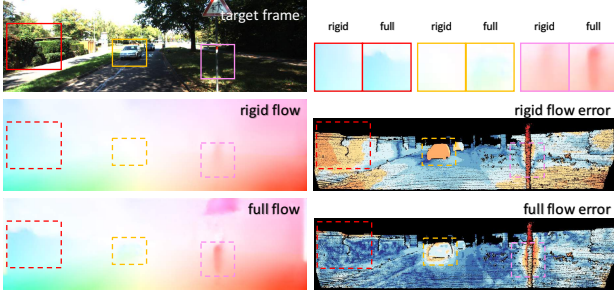 target frame
rigid full rigid full rigid full
rigid flow
rigid flow error
full flow
full flow error